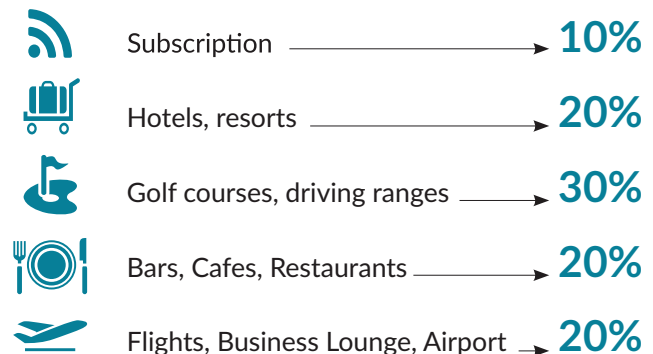 Subscription 10%
Hotels, resorts 20%
Golf courses, driving ranges 30%
Bars, Cafes, Restaurants 20%
Flights, Business Lounge, Airport 20%